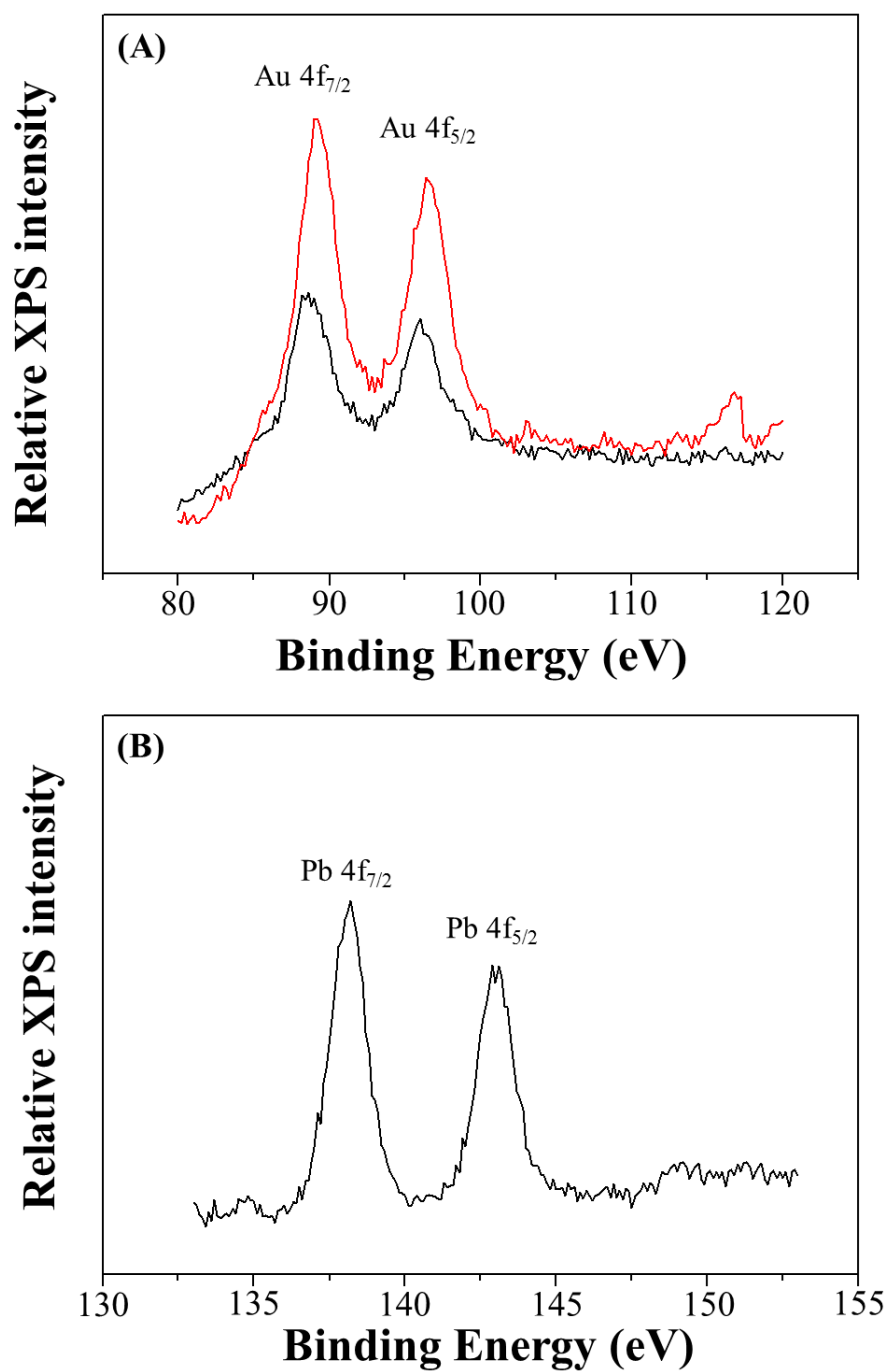 (A)
Au 4f7/2
Au 4f5/2
Relative XPS intensity
80 90 100 110 120
Binding Energy (eV)
(B)
Pb 4f7/2
Pb 4f5/2
Relative XPS intensity
130 135 140 145 150 155
Binding Energy (eV)